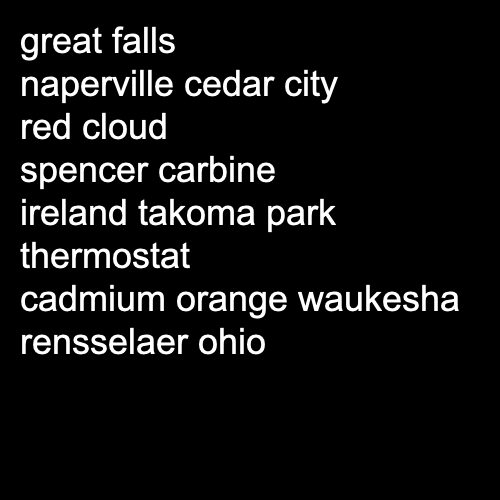 great falls
naperville cedar city
red cloud
spencer carbine
ireland takoma park
thermostat
cadmium orange waukesha
rensselaer ohio